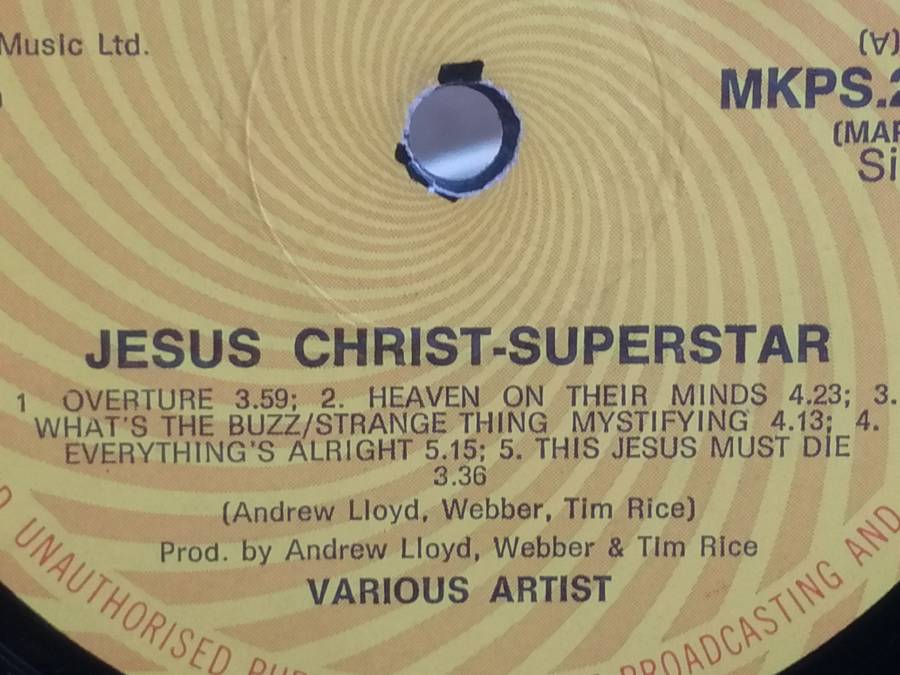 Music Ltd.
MKPS.
Si
JESUS CHRIST-SUPERSTAR
1 OVERTURE 3.59; 2. HEAVEN ON THEIR MINDS 4.23; 3.
WHAT'S THE BUZZ/STRANGE THING MYSTIFYING 4.13; 4.
EVERYTHING'S ALRIGHT 5.15; 5. THIS JESUS MUST DIE
3.36
(Andrew Lloyd, Webber, Tim Rice)
Prod. by Andrew Lloyd, Webber & Tim Rice
VARIOUS ARTIST
UNAUTHORISED
BROADCASTING AND